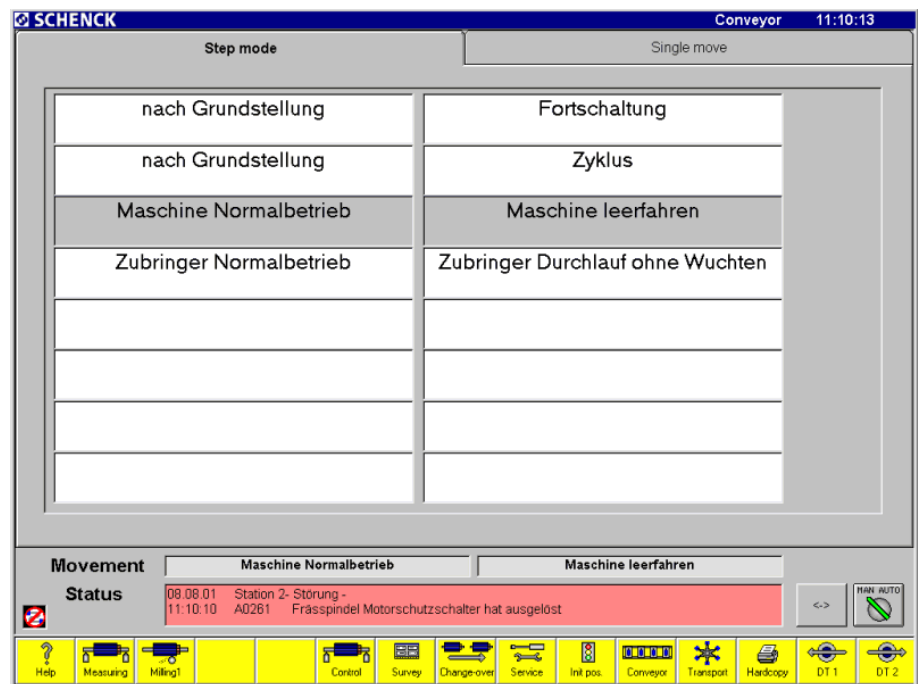 SCHENCK Conveyor 11:10:13
Step mode Single move
nach Grundstellung Fortschaltung
nach Grundstellung Zyklus
Maschine Normalbetrieb Maschine leerfahren
Zubringer Normalbetrieb Zubringer Durchlauf ohne Wuchten
Movement Maschine Normalbetrieb Maschine leerfahren
Status 08.08.01 Station 2- Störung -
11:10:10 A0261 Frässpindel Motorschutzschalter hat ausgelöst
<-> MAN AUTO
Help Measuring Milling1 Control Survey Change-over Service Init pos. Conveyor Transport Hardcopy DT 1 DT 2